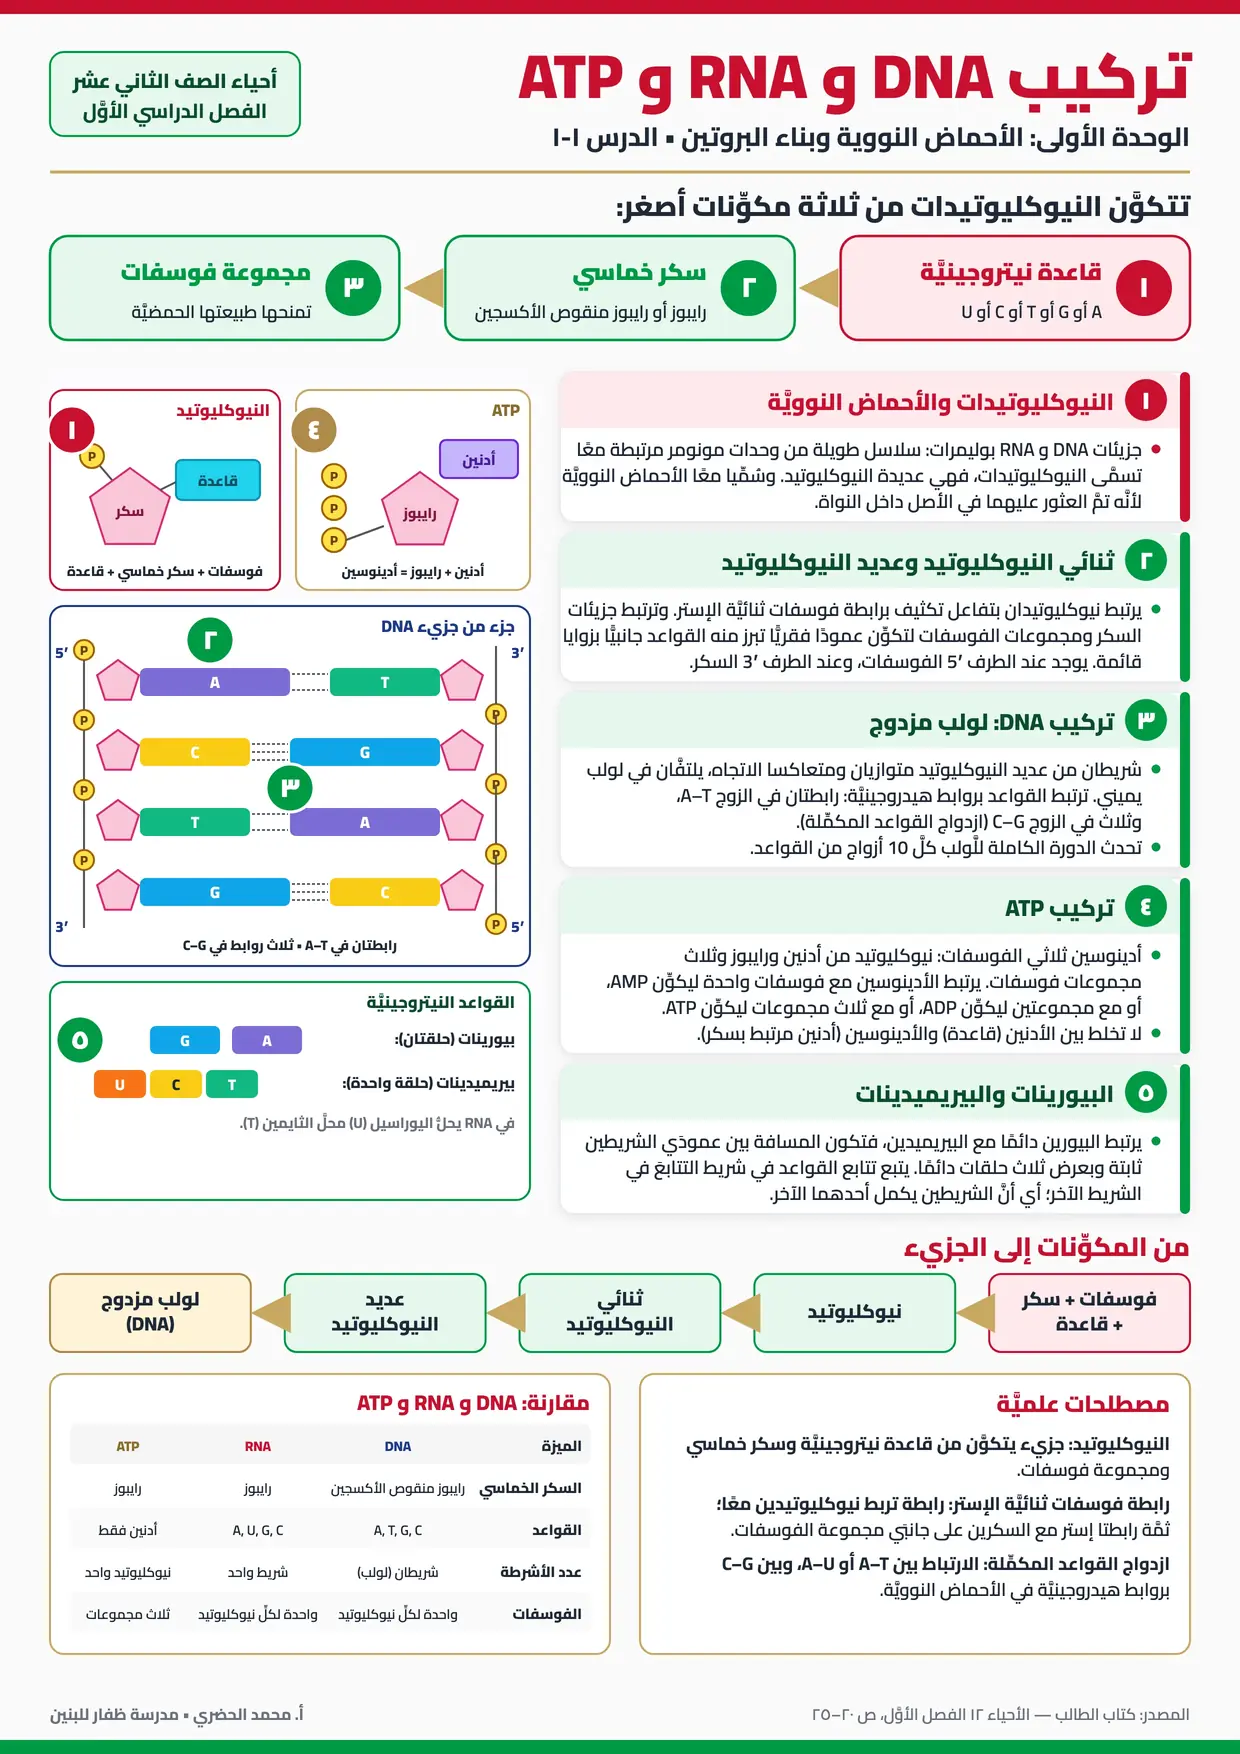 تركيب DNA و RNA و ATP
الوحدة الأولى: الأحماض النووية وبناء البروتين • الدرس ١-١
أحياء الصف الثاني عشر
الفصل الدراسي الأوَّل
تتكوَّن النيوكليوتيدات من ثلاثة مكوِّنات أصغر:
١
قاعدة نيتروجينيَّة
A أو G أو T أو C أو U
٢
سكر خماسي
رايبوز أو رايبوز منقوص الأكسجين
٣
مجموعة فوسفات
تمنحها طبيعتها الحمضيَّة
١
النيوكليوتيدات والأحماض النوويَّة
• جزيئات DNA و RNA بوليمرات: سلاسل طويلة من وحدات مونومر مرتبطة معًا
تسمَّى النيوكليوتيدات، فهي عديدة النيوكليوتيد. وسُمِّيا معًا الأحماض النوويَّة
لأنَّه تمَّ العثور عليهما في الأصل داخل النواة.
٢
ثنائي النيوكليوتيد وعديد النيوكليوتيد
• يرتبط نيوكليوتيدان بتفاعل تكثيف برابطة فوسفات ثنائيَّة الإستر. وترتبط جزيئات
السكر ومجموعات الفوسفات لتكوِّن عمودًا فقريًّا تبرز منه القواعد جانبيًّا بزوايا
قائمة. يوجد عند الطرف 5′ الفوسفات، وعند الطرف 3′ السكر.
٣
تركيب DNA: لولب مزدوج
• شريطان من عديد النيوكليوتيد متوازيان ومتعاكسا الاتجاه، يلتفَّان في لولب
يميني. ترتبط القواعد بروابط هيدروجينيَّة: رابطتان في الزوج A–T،
وثلاث في الزوج C–G (ازدواج القواعد المكمِّلة).
• تحدث الدورة الكاملة للَّولب كلَّ 10 أزواج من القواعد.
٤
تركيب ATP
• أدينوسين ثلاثي الفوسفات: نيوكليوتيد من أدنين ورايبوز وثلاث
مجموعات فوسفات. يرتبط الأدينوسين مع فوسفات واحدة ليكوِّن AMP،
أو مع مجموعتين ليكوِّن ADP، أو مع ثلاث مجموعات ليكوِّن ATP.
• لا تخلط بين الأدنين (قاعدة) والأدينوسين (أدنين مرتبط بسكر).
٥
البيورينات والبيريميدينات
• يرتبط البيورين دائمًا مع البيريميدين، فتكون المسافة بين عمودَي الشريطين
ثابتة وبعرض ثلاث حلقات دائمًا. يتبع تتابع القواعد في شريط التتابعَ في
الشريط الآخر؛ أي أنَّ الشريطين يكمل أحدهما الآخر.
ATP
٤
أدنين
P
P
P
رايبوز
أدنين + رايبوز = أدينوسين
النيوكليوتيد
١
P
قاعدة
سكر
فوسفات + سكر خماسي + قاعدة
جزء من جزيء DNA
٢
5′ P 3′
A T
P P
C G
٣
P P
T A
P P
G C
3′ P 5′
رابطتان في A–T • ثلاث روابط في C–G
القواعد النيتروجينيَّة
٥
بيورينات (حلقتان): A G
بيريميدينات (حلقة واحدة): T C U
في RNA يحلُّ اليوراسيل (U) محلَّ الثايمين (T).
من المكوِّنات إلى الجزيء
فوسفات + سكر
+ قاعدة
نيوكليوتيد
ثنائي
النيوكليوتيد
عديد
النيوكليوتيد
لولب مزدوج
(DNA)
مصطلحات علميَّة
النيوكليوتيد: جزيء يتكوَّن من قاعدة نيتروجينيَّة وسكر خماسي
ومجموعة فوسفات.
رابطة فوسفات ثنائيَّة الإستر: رابطة تربط نيوكليوتيدين معًا؛
ثمَّة رابطتا إستر مع السكرين على جانبَي مجموعة الفوسفات.
ازدواج القواعد المكمِّلة: الارتباط بين A–T أو A–U، وبين C–G
بروابط هيدروجينيَّة في الأحماض النوويَّة.
مقارنة: DNA و RNA و ATP
الميزة DNA RNA ATP
السكر الخماسي رايبوز منقوص الأكسجين رايبوز رايبوز
القواعد A, T, G, C A, U, G, C أدنين فقط
عدد الأشرطة شريطان (لولب) شريط واحد نيوكليوتيد واحد
الفوسفات واحدة لكلِّ نيوكليوتيد واحدة لكلِّ نيوكليوتيد ثلاث مجموعات
المصدر: كتاب الطالب — الأحياء ١٢ الفصل الأوَّل، ص ٢٠–٢٥
أ. محمد الحضري • مدرسة ظفار للبنين